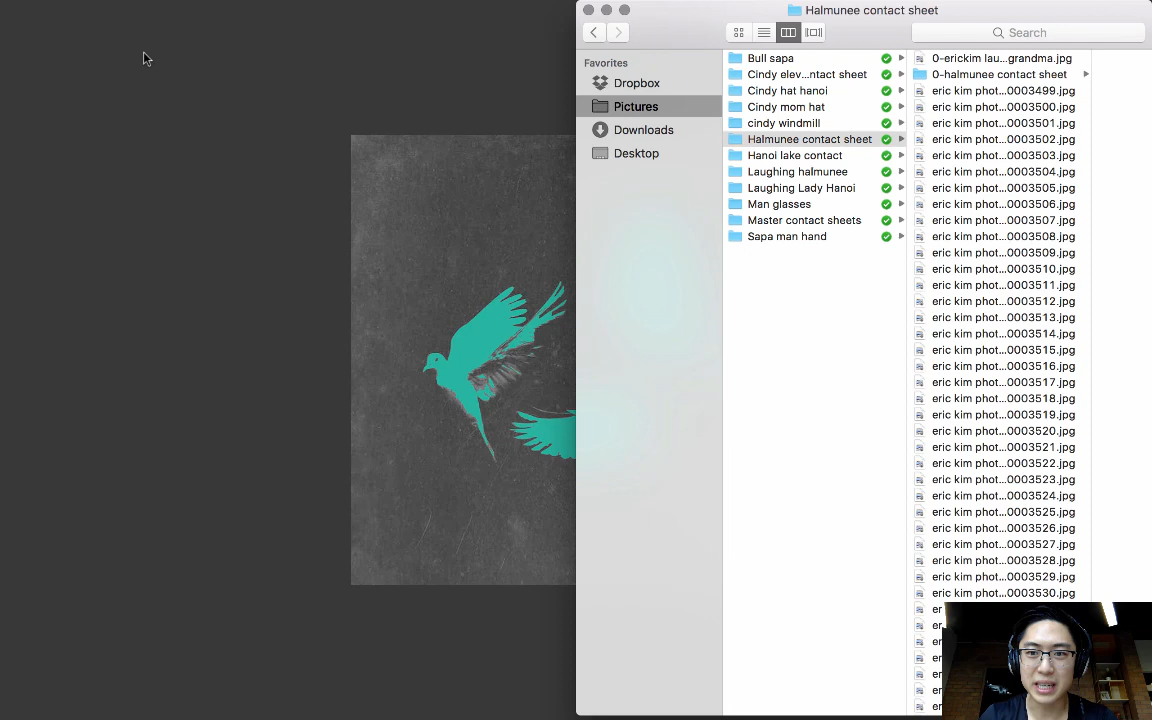 Halmunee contact sheet
Search
Favorites
Dropbox
Pictures
Downloads
Desktop
Bull sapa
Cindy elev...ntact sheet
Cindy hat hanoi
Cindy mom hat
cindy windmill
Halmunee contact sheet
Hanoi lake contact
Laughing halmunee
Laughing Lady Hanoi
Man glasses
Master contact sheets
Sapa man hand
0-erickim lau...grandma.jpg
0-halmunee contact sheet
eric kim phot...0003499.jpg
eric kim phot...0003500.jpg
eric kim phot...0003501.jpg
eric kim phot...0003502.jpg
eric kim phot...0003503.jpg
eric kim phot...0003504.jpg
eric kim phot...0003505.jpg
eric kim phot...0003506.jpg
eric kim phot...0003507.jpg
eric kim phot...0003508.jpg
eric kim phot...0003509.jpg
eric kim phot...0003510.jpg
eric kim phot...0003511.jpg
eric kim phot...0003512.jpg
eric kim phot...0003513.jpg
eric kim phot...0003514.jpg
eric kim phot...0003515.jpg
eric kim phot...0003516.jpg
eric kim phot...0003517.jpg
eric kim phot...0003518.jpg
eric kim phot...0003519.jpg
eric kim phot...0003520.jpg
eric kim phot...0003521.jpg
eric kim phot...0003522.jpg
eric kim phot...0003523.jpg
eric kim phot...0003524.jpg
eric kim phot...0003525.jpg
eric kim phot...0003526.jpg
eric kim phot...0003527.jpg
eric kim phot...0003528.jpg
eric kim phot...0003529.jpg
eric kim phot...0003530.jpg